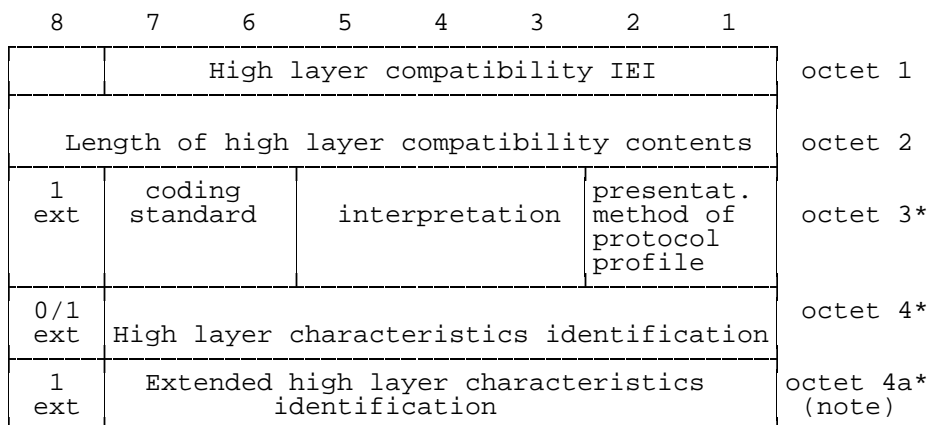 8 7 6 5 4 3 2 1
High layer compatibility IEI octet 1
Length of high layer compatibility contents octet 2
1 coding presentat.
ext standard interpretation method of octet 3*
protocol
profile
0/1 octet 4*
ext High layer characteristics identification
1 Extended high layer characteristics octet 4a*
ext identification (note)